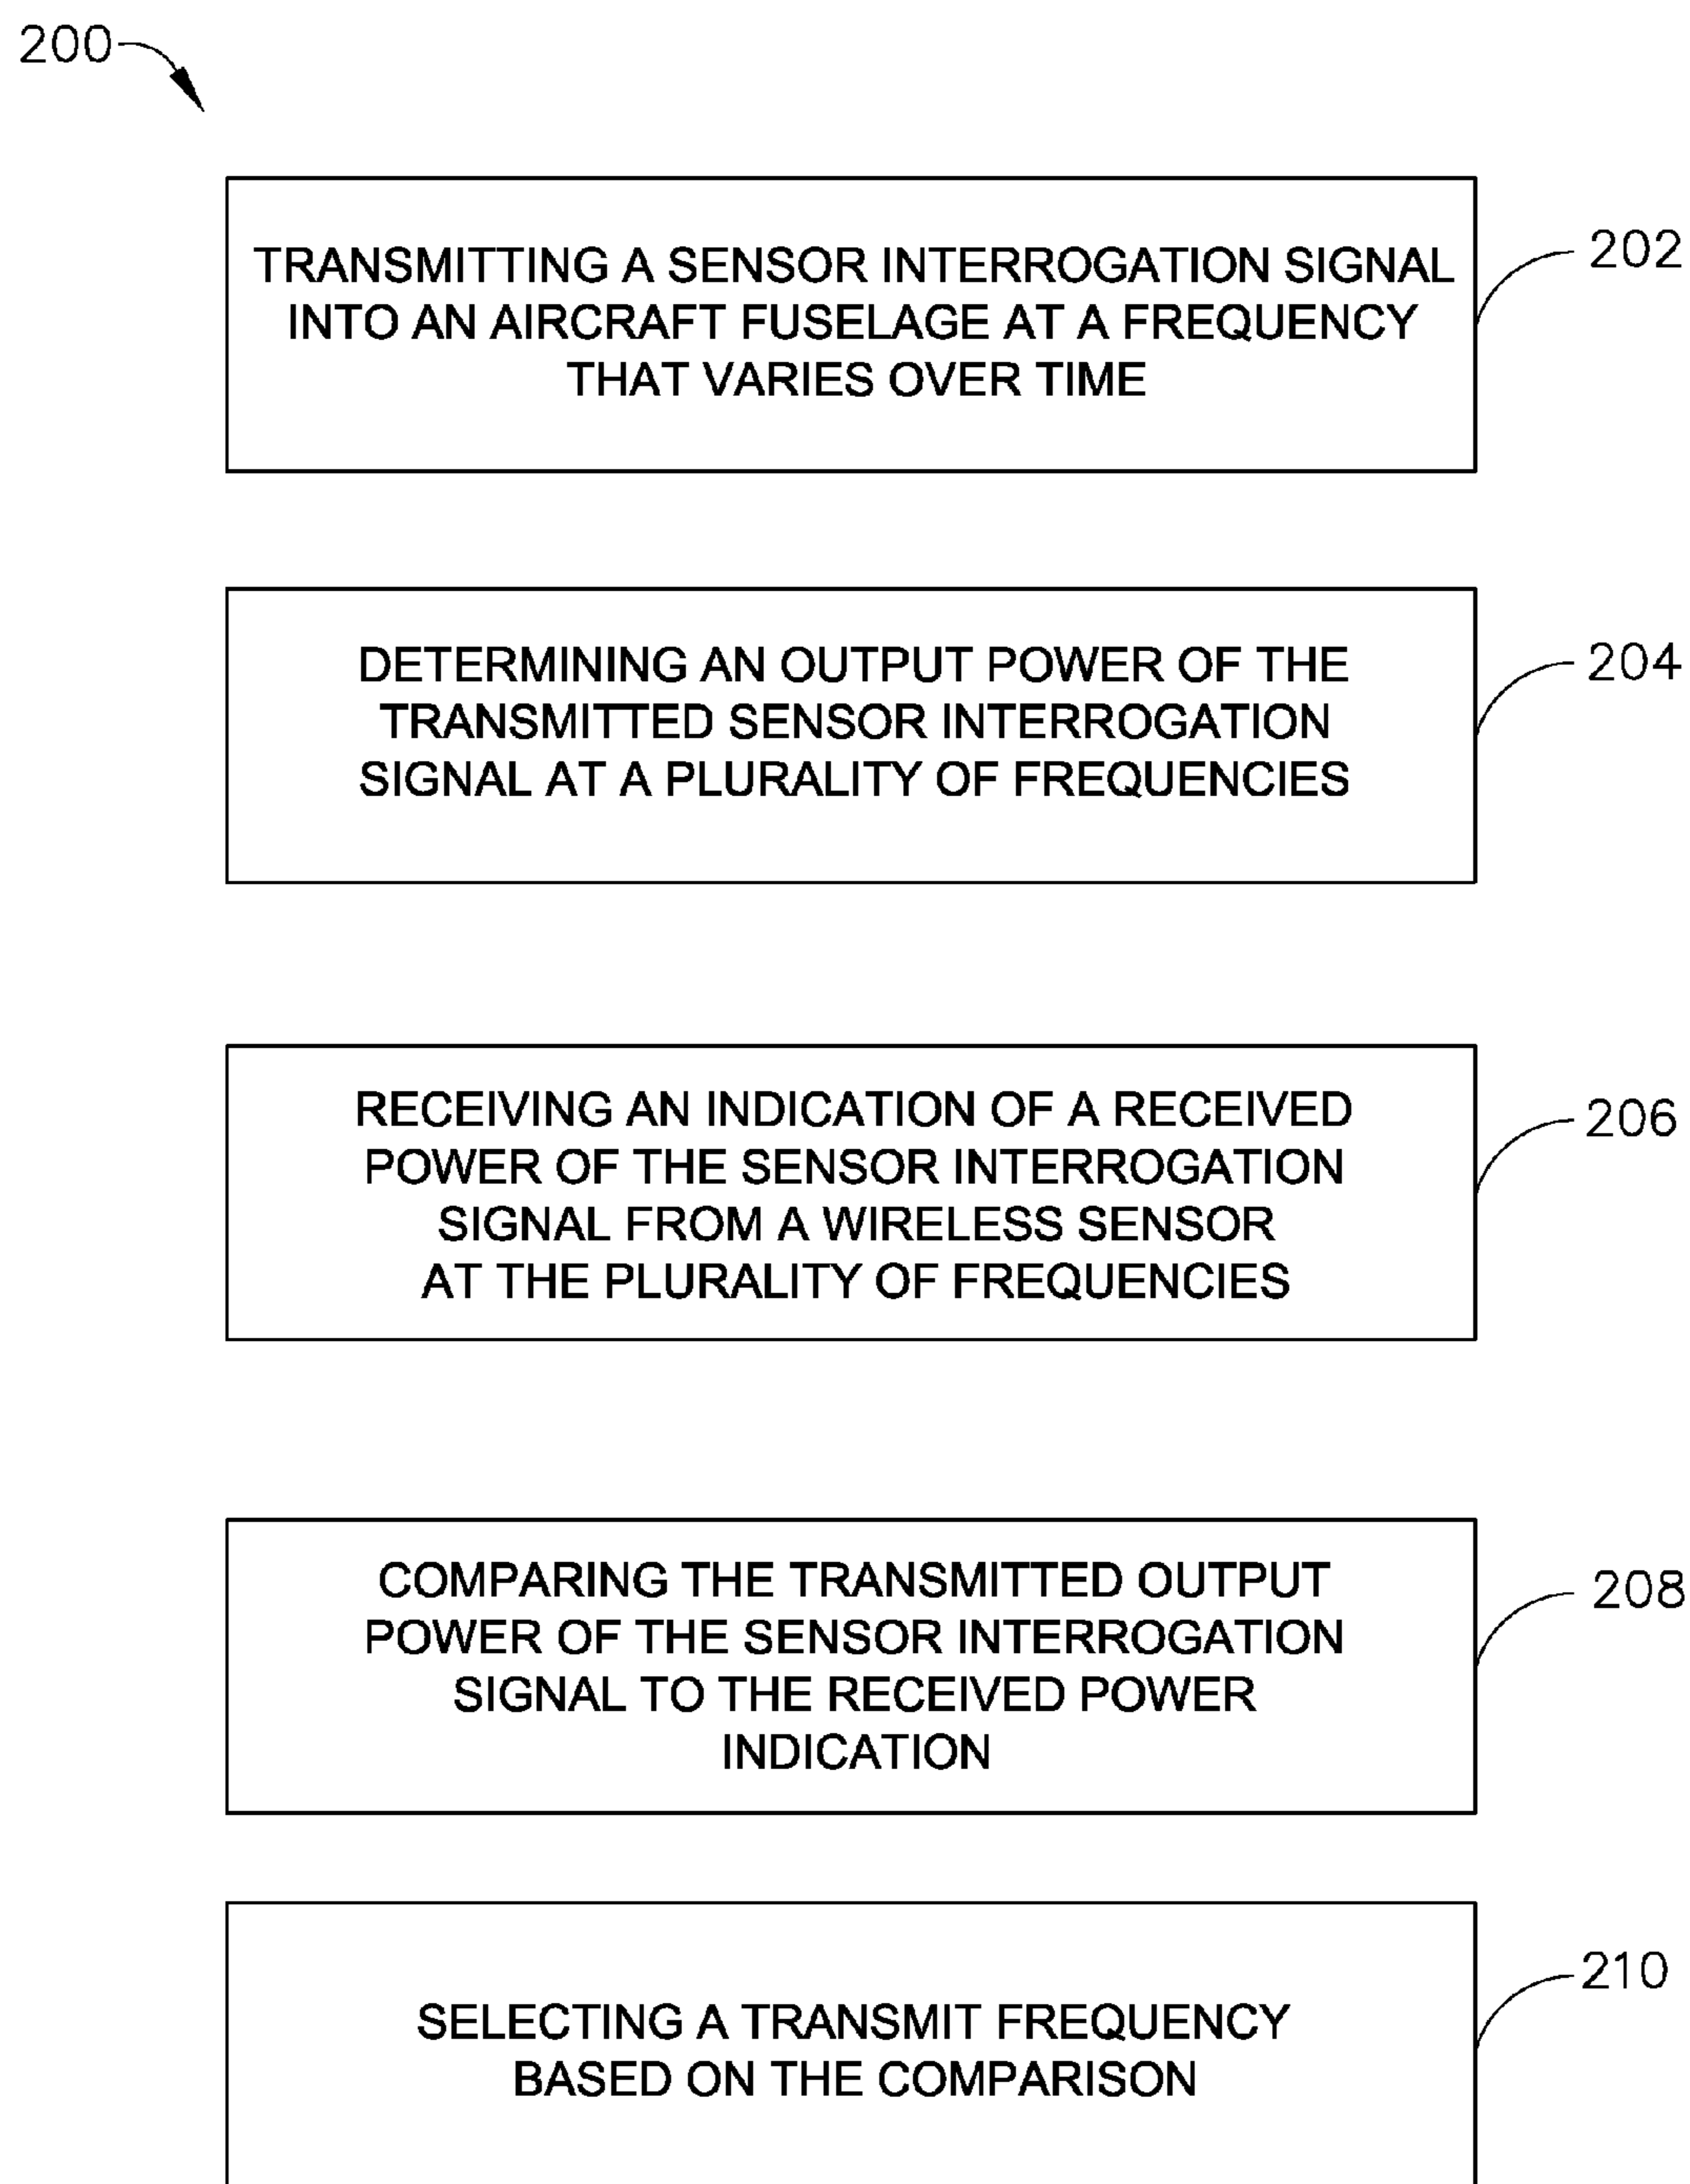 200
TRANSMITTING A SENSOR INTERROGATION SIGNAL
INTO AN AIRCRAFT FUSELAGE AT A FREQUENCY
THAT VARIES OVER TIME
202
DETERMINING AN OUTPUT POWER OF THE
TRANSMITTED SENSOR INTERROGATION
SIGNAL AT A PLURALITY OF FREQUENCIES
204
RECEIVING AN INDICATION OF A RECEIVED
POWER OF THE SENSOR INTERROGATION
SIGNAL FROM A WIRELESS SENSOR
AT THE PLURALITY OF FREQUENCIES
206
COMPARING THE TRANSMITTED OUTPUT
POWER OF THE SENSOR INTERROGATION
SIGNAL TO THE RECEIVED POWER
INDICATION
208
SELECTING A TRANSMIT FREQUENCY
BASED ON THE COMPARISON
210